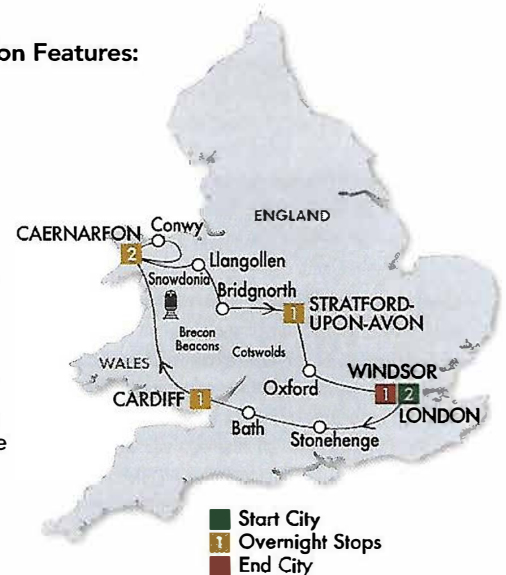 on Features:
ENGLAND
CAERNARFON
Conwy
2
Llangollen
Snowdonia
Bridgnorth
1
STRATFORD-
UPON-AVON
Brecon
Beacons
Cotswolds
WALES
WINDSOR
Oxford
1
2
CARDIFF
1
LONDON
Bath
Stonehenge
e
Start City
1
Overnight Stops
End City